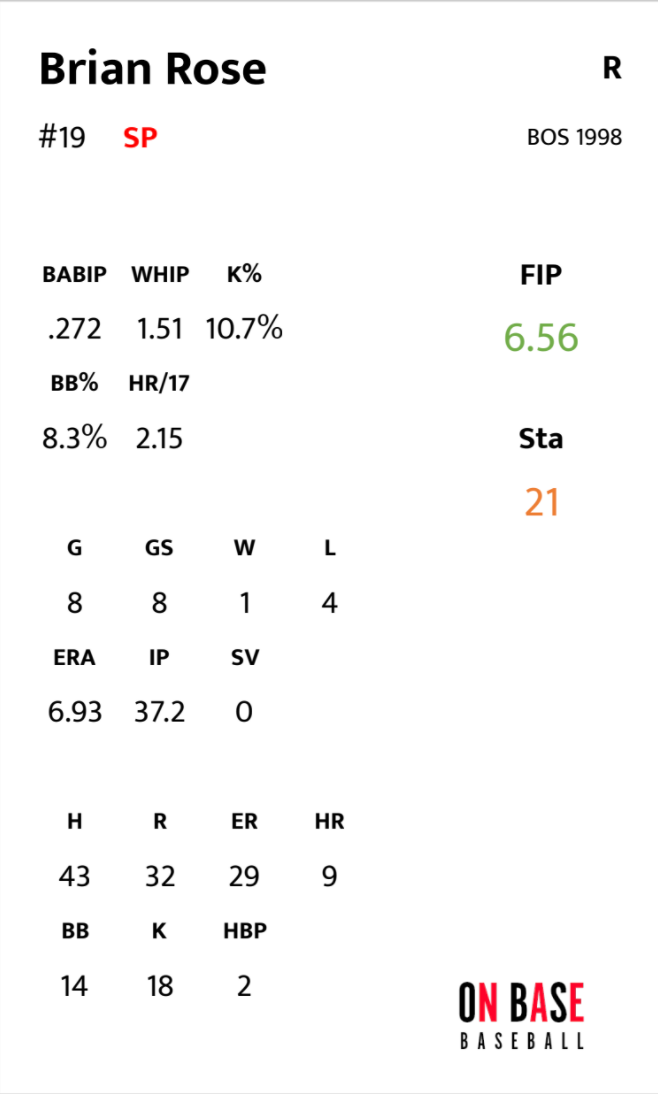 Brian Rose R
#19 SP BOS 1998
BABIP WHIP K% FIP
.272 1.51 10.7% 6.56
BB% HR/17
8.3% 2.15 Sta
21
G GS W L
8 8 1 4
ERA IP SV
6.93 37.2 0
H R ER HR
43 32 29 9
BB K HBP
14 18 2
ON BASE
BASEBALL